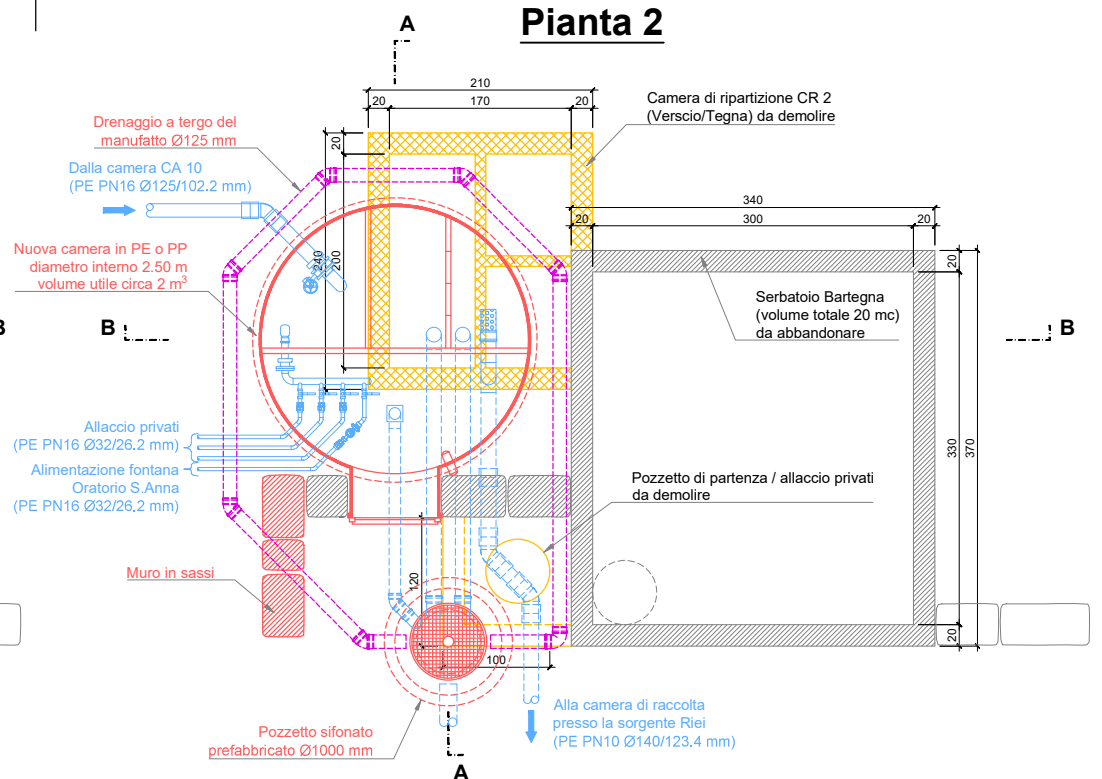 Pianta 2
A
210
20
170
20
Camera di ripartizione CR 2
(Verscio/Tegna) da demolire
Drenaggio a tergo del
manufatto Ø125 mm
20
Dalla camera CA 10
(PE PN16 Ø125/102.2 mm)
340
20
300
20
Nuova camera in PE o PP
diametro interno 2.50 m
volume utile circa 2 m³
240
200
20
Serbatoio Bartegna
(volume totale 20 mc)
da abbandonare
B
B
B
Allaccio privati
(PE PN16 Ø32/26.2 mm)
Alimentazione fontana
Oratorio S.Anna
(PE PN16 Ø32/26.2 mm)
330
370
Pozzetto di partenza / allaccio privati
da demolire
Muro in sassi
120
20
100
Alla camera di raccolta
presso la sorgente Riei
(PE PN10 Ø140/123.4 mm)
Pozzetto sifonato
prefabbricato Ø1000 mm
A